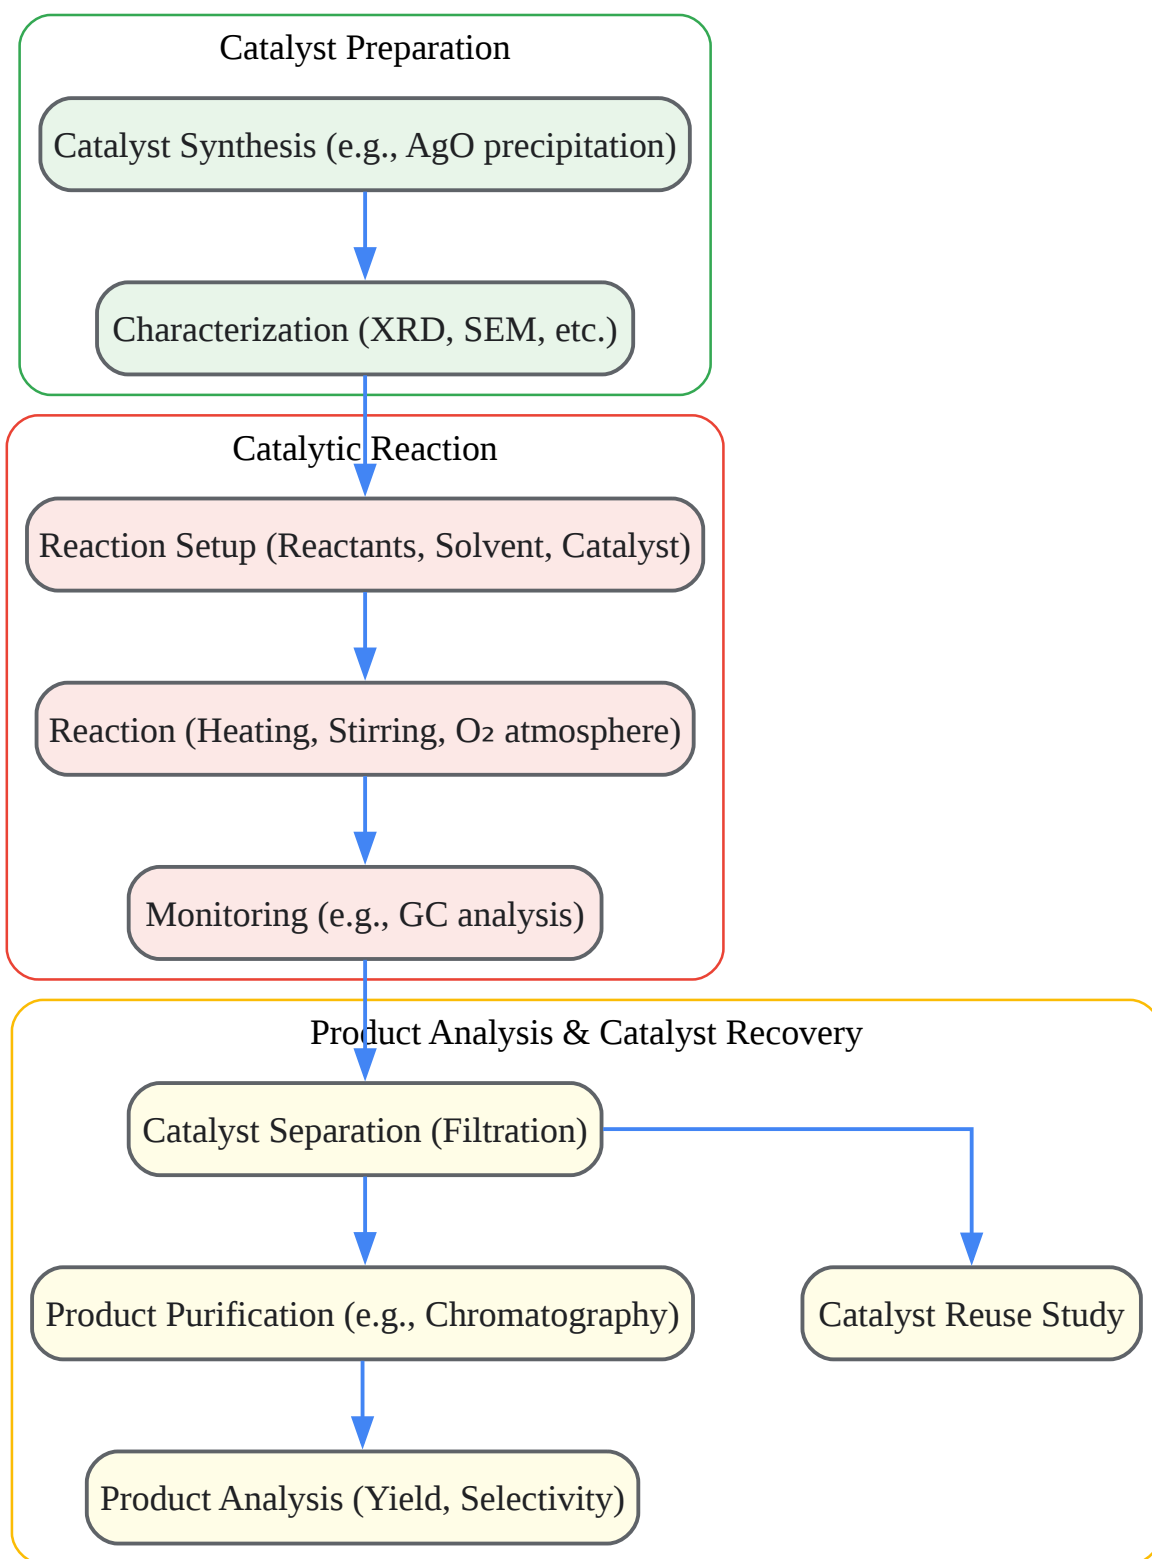 Catalyst Preparation
Catalyst Synthesis (e.g., AgO precipitation)
Characterization (XRD, SEM, etc.)
Catalytic Reaction
Reaction Setup (Reactants, Solvent, Catalyst)
Reaction (Heating, Stirring, O₂ atmosphere)
Monitoring (e.g., GC analysis)
Product Analysis & Catalyst Recovery
Catalyst Separation (Filtration)
Product Purification (e.g., Chromatography)
Catalyst Reuse Study
Product Analysis (Yield, Selectivity)